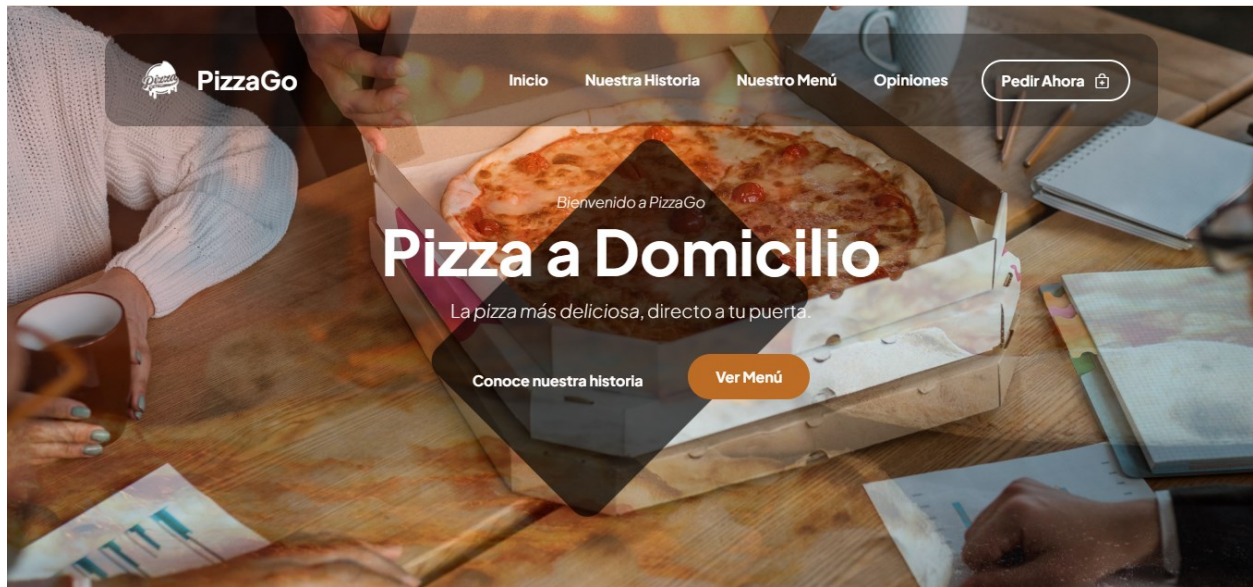 Pizza
PizzaGo
Inicio
Nuestra Historia
Nuestro Menú
Opiniones
Pedir Ahora
Bienvenido a PizzaGo
Pizza a Domicilio
La pizza más deliciosa, directo a tu puerta.
Conoce nuestra historia
Ver Menú